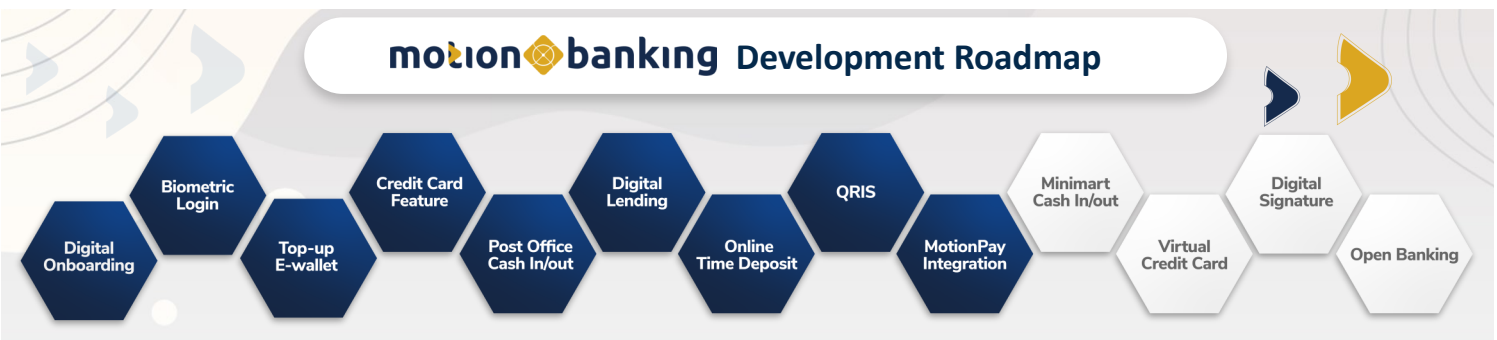 motion banking Development Roadmap
Digital
Onboarding
Biometric
Login
Top-up
E-wallet
Credit Card
Feature
Post Office
Cash In/out
Digital
Lending
Online
Time Deposit
QRIS
MotionPay
Integration
Minimart
Cash In/out
Virtual
Credit Card
Digital
Signature
Open Banking